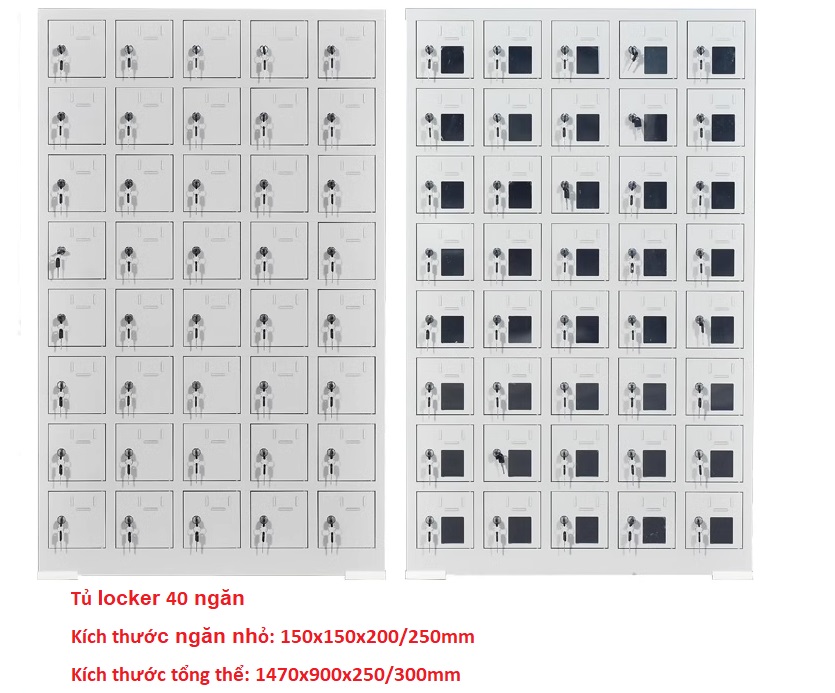 Tủ locker 40 ngăn
Kích thước ngăn nhỏ: 150x150x200/250mm
Kích thước tổng thể: 1470x900x250/300mm